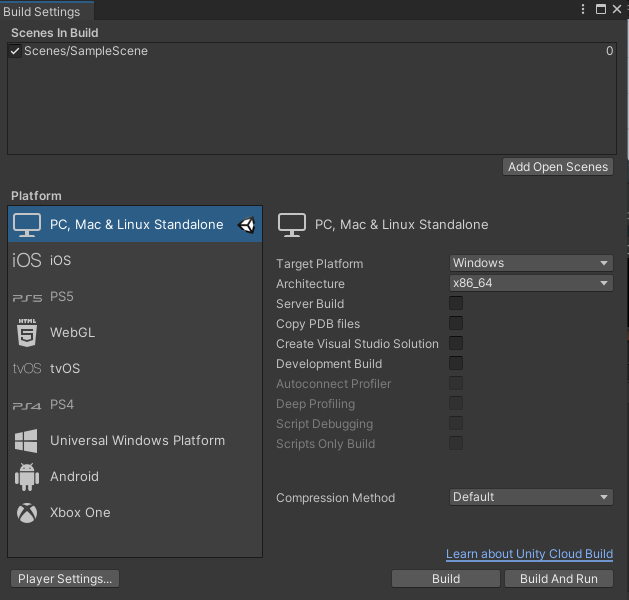 Build Settings
Scenes In Build
Scenes/SampleScene 0
Add Open Scenes
Platform
PC, Mac & Linux Standalone
iOS iOS
PS5 PS5
HTML 5 WebGL
tvOS tvOS
PS4 PS4
Universal Windows Platform
Android
Xbox One
PC, Mac & Linux Standalone
Target Platform Windows
Architecture x86_64
Server Build
Copy PDB files
Create Visual Studio Solution
Development Build
Autoconnect Profiler
Deep Profiling
Script Debugging
Scripts Only Build
Compression Method Default
Learn about Unity Cloud Build
Player Settings... Build Build And Run